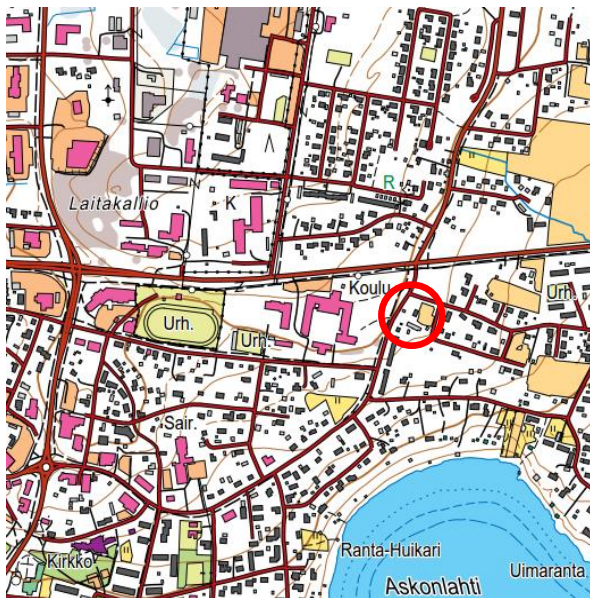 R
Laitakallio
K
Koulu
Urh.
Urh.
Urh.
Sair.
Ranta-Huikari
Kirkko
Uimaranta
Askonlahti